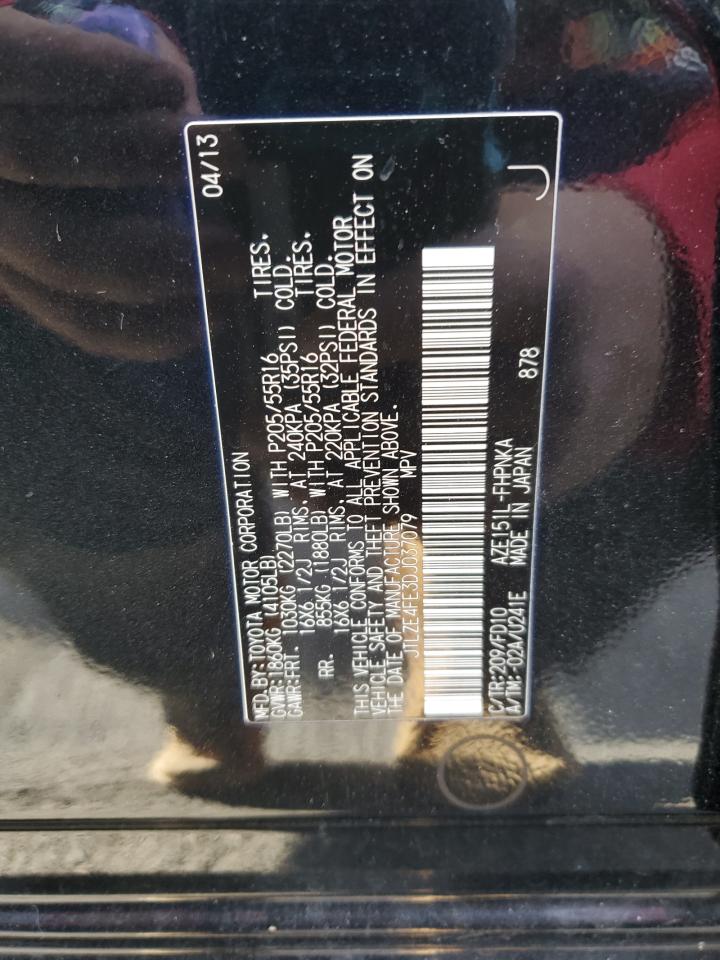 MFD.BY:TOYOTA MOTOR CORPORATION 04/13
GVWR:1860KG (4105LB)
GAWR:FRT. 1030KG (2270LB) WITH P205/55R16 TIRES.
16X6 1/2J RIMS, AT 240KPA (35PSI) COLD.
RR. 855KG (1880LB) WITH P205/55R16 TIRES.
16X6 1/2J RIMS, AT 220KPA (32PSI) COLD.
THIS VEHICLE CONFORMS TO ALL APPLICABLE FEDERAL MOTOR
VEHICLE SAFETY AND THEFT PREVENTION STANDARDS IN EFFECT ON
THE DATE OF MANUFACTURE SHOWN ABOVE.
JTLZE4FE3DJ037079 MPV
C/TR:209/FD10 AZE151L-FHPNKA
A/TM:-02A/U241E MADE IN JAPAN 878 J